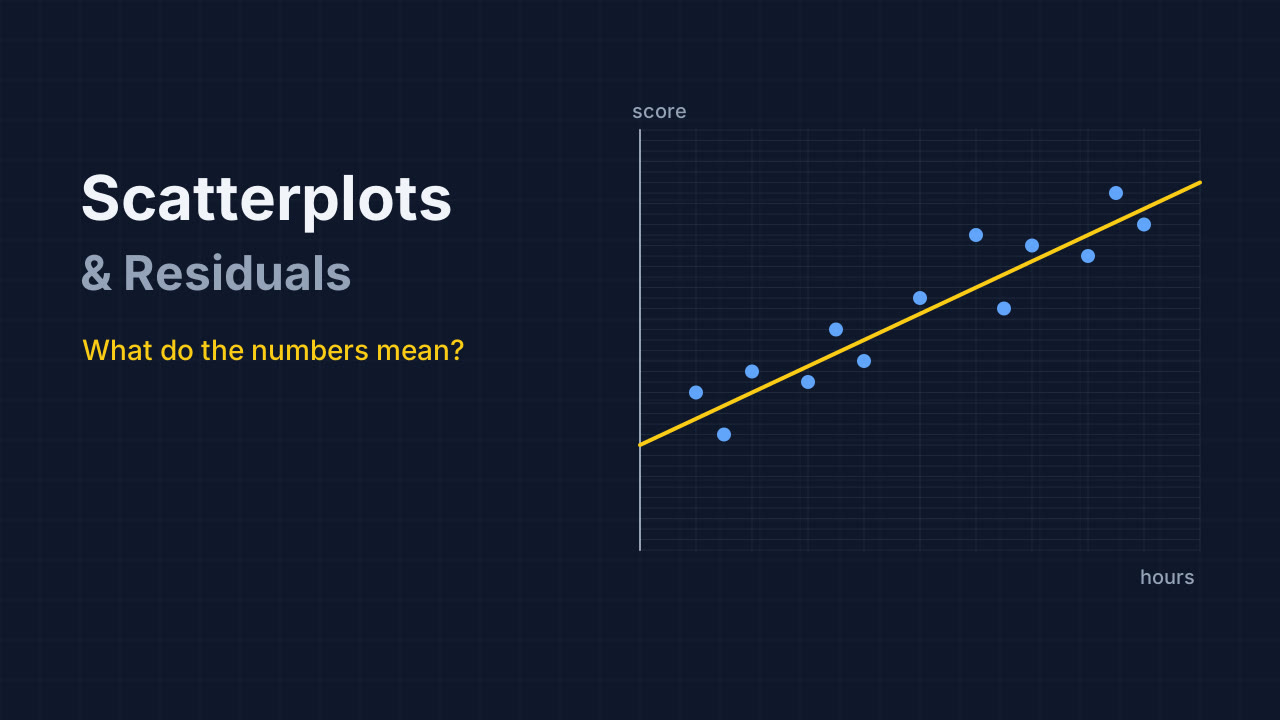 Scatterplots
& Residuals
What do the numbers mean?
score
hours